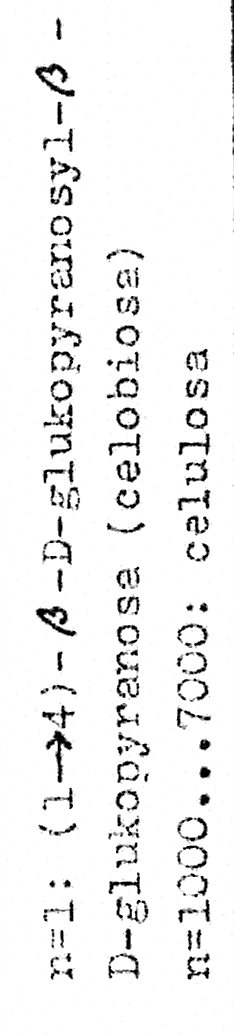 n=1: (1→4)-β-D-glukopyranosyl-β-
D-glukopyranosa (celobiosa)
n=1000...7000: celulosa